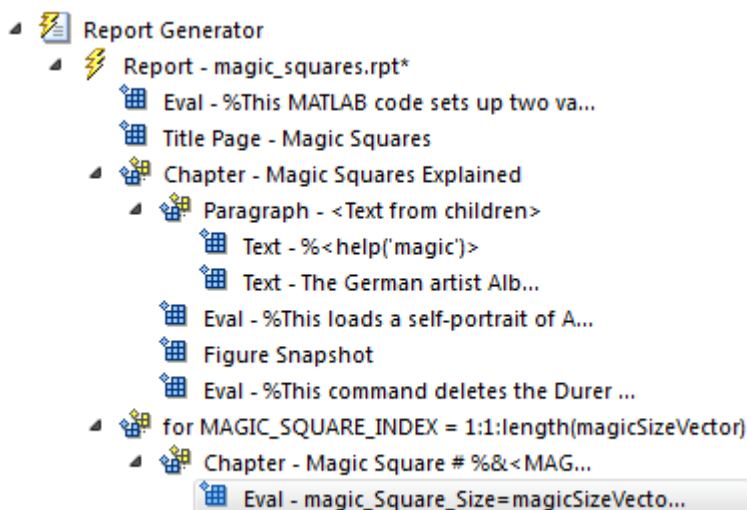 Report Generator
Report - magic_squares.rpt*
Eval - %This MATLAB code sets up two va...
Title Page - Magic Squares
Chapter - Magic Squares Explained
Paragraph - <Text from children>
Text - %<help('magic')>
Text - The German artist Alb...
Eval - %This loads a self-portrait of A...
Figure Snapshot
Eval - %This command deletes the Durer ...
for MAGIC_SQUARE_INDEX = 1:1:length(magicSizeVector)
Chapter - Magic Square # %&<MAG...
Eval - magic_Square_Size=magicSizeVecto...